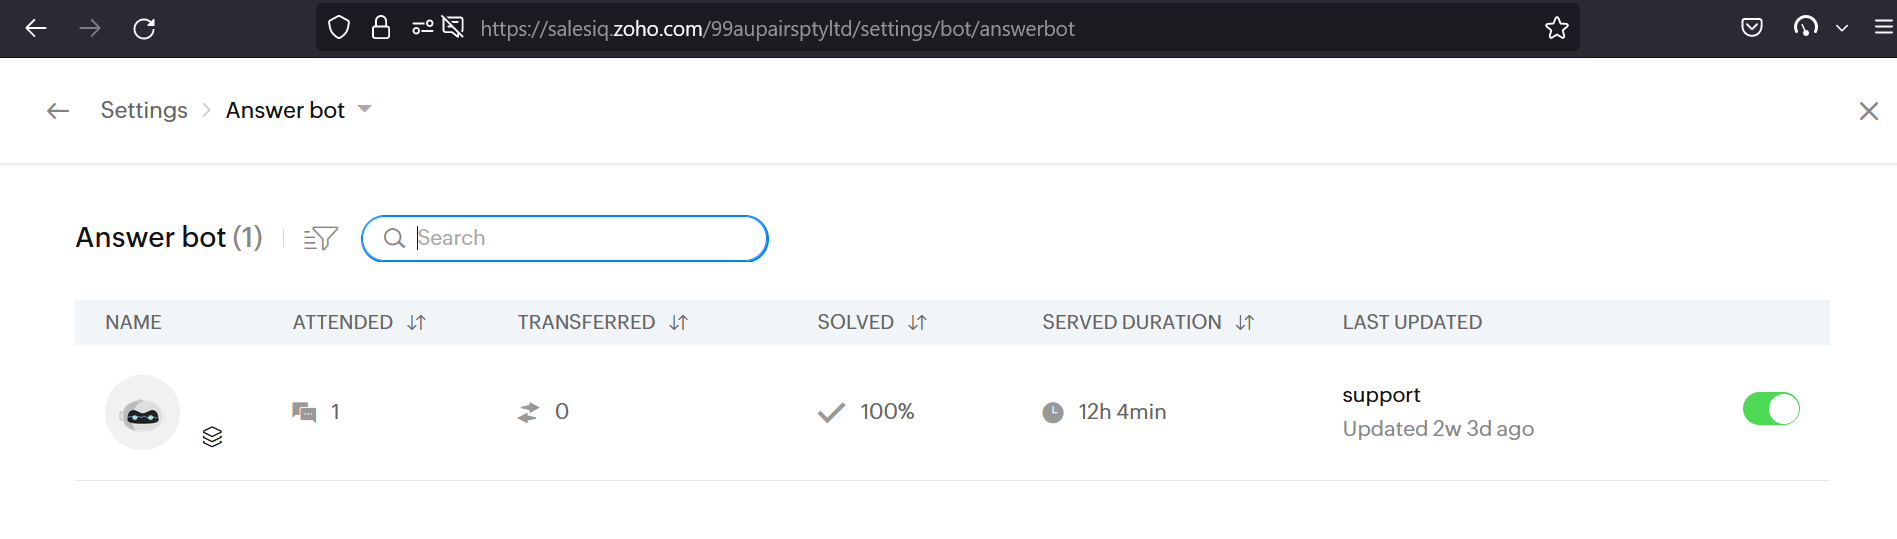 https://salesiq.zoho.com/99aupairsptyltd/settings/bot/answerbot
Settings > Answer bot
Answer bot (1) Search
NAME ATTENDED TRANSFERRED SOLVED SERVED DURATION LAST UPDATED
1 0 100% 12h 4min support
Updated 2w 3d ago